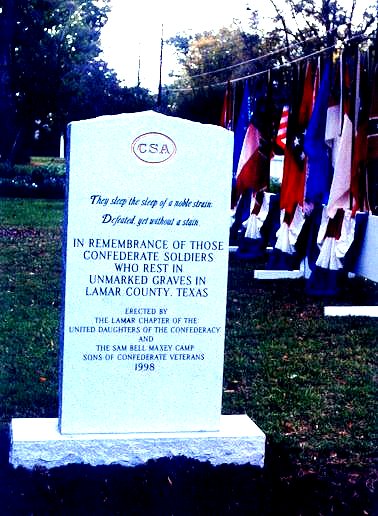 CSA
They sleep the sleep of a noble strain:
Defeated, yet without a stain.
IN REMEMBRANCE OF THOSE
CONFEDERATE SOLDIERS
WHO REST IN
UNMARKED GRAVES IN
LAMAR COUNTY, TEXAS
ERECTED BY
THE LAMAR CHAPTER OF THE
UNITED DAUGHTERS OF THE CONFEDERACY
AND
THE SAM BELL MAXEY CAMP
SONS OF CONFEDERATE VETERANS
1998